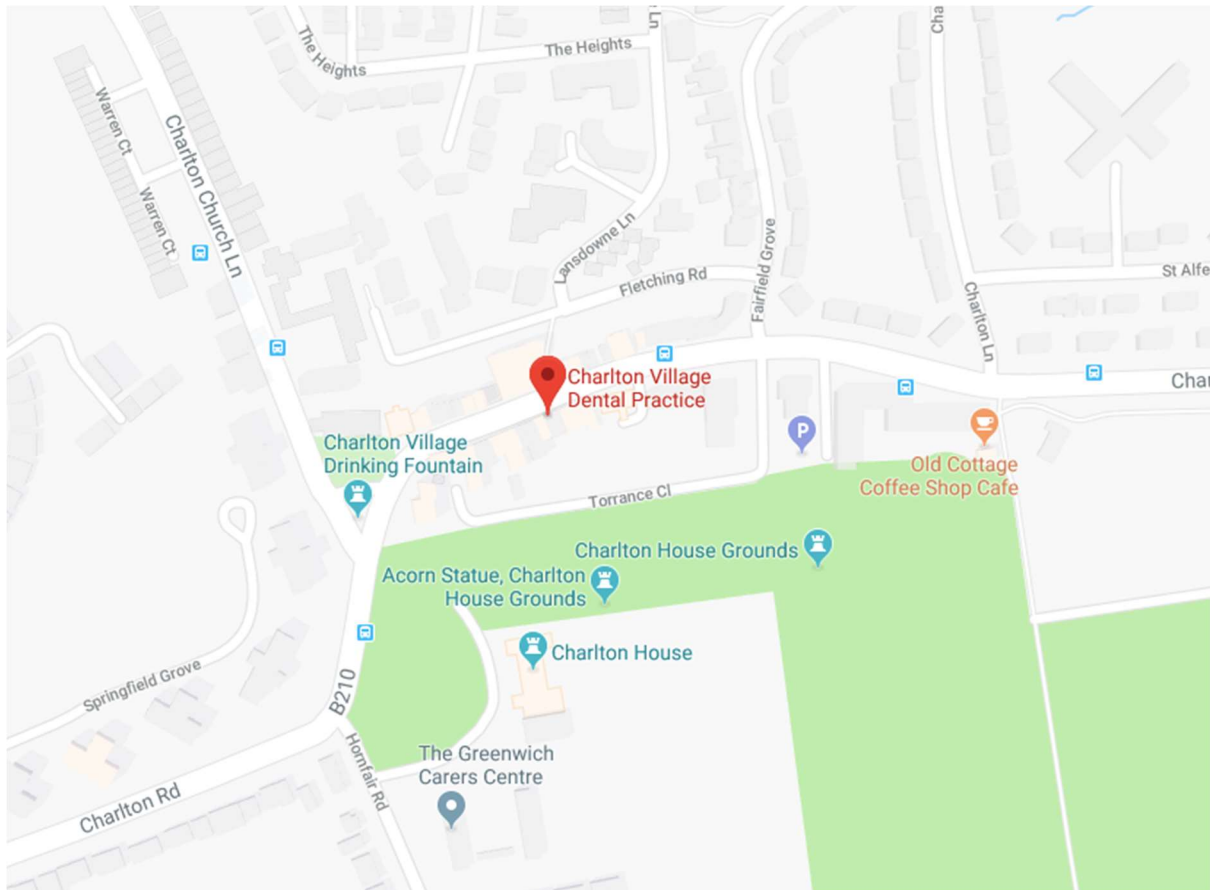 Ln
Cha
The Heights
The Heights
Warren Ct
Charlton Church Ln
Warren Ct
Lansdowne Ln
Fletching Rd
Fairfield Grove
St Alfe
Charlton Ln
Charlton Village
Dental Practice
Cha
Charlton Village
Drinking Fountain
P
Old Cottage
Coffee Shop Cafe
Torrance Cl
Charlton House Grounds
Acorn Statue, Charlton
House Grounds
Charlton House
Springfield Grove
B210
Hornfair Rd
The Greenwich
Carers Centre
Charlton Rd